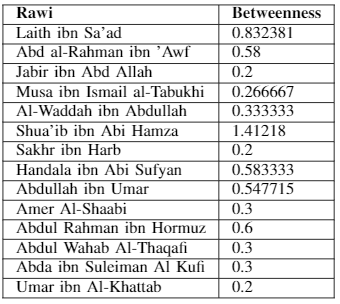 Rawi Betweenness
Laith ibn Sa'ad 0.832381
Abd al-Rahman ibn 'Awf 0.58
Jabir ibn Abd Allah 0.2
Musa ibn Ismail al-Tabukhi 0.266667
Al-Waddah ibn Abdullah 0.333333
Shua'ib ibn Abi Hamza 1.41218
Sakhr ibn Harb 0.2
Handala ibn Abi Sufyan 0.583333
Abdullah ibn Umar 0.547715
Amer Al-Shaabi 0.3
Abdul Rahman ibn Hormuz 0.6
Abdul Wahab Al-Thaqafi 0.3
Abda ibn Suleiman Al Kufi 0.3
Umar ibn Al-Khattab 0.2